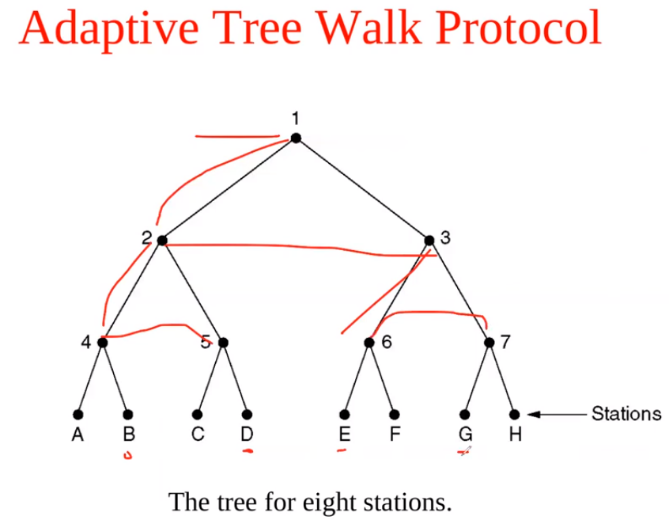 Adaptive Tree Walk Protocol
1
2 3
4 5 6 7
A B C D E F G H Stations
The tree for eight stations.